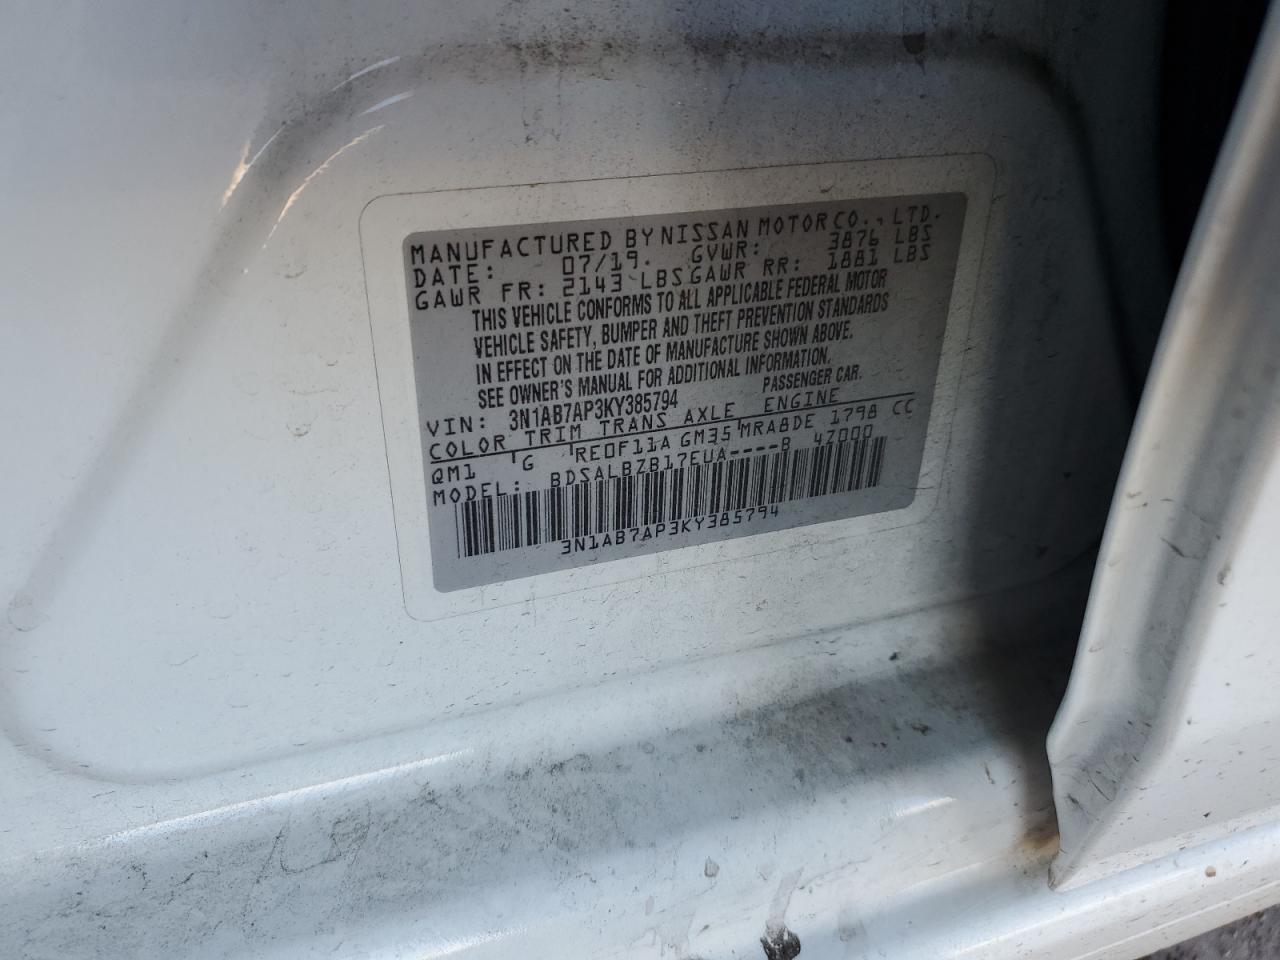 MANUFACTURED BY NISSAN MOTOR CO., LTD.
DATE: 07/19. GVWR: 3876 LBS
GAWR FR: 2143 LBS GAWR RR: 1881 LBS
THIS VEHICLE CONFORMS TO ALL APPLICABLE FEDERAL MOTOR
VEHICLE SAFETY, BUMPER AND THEFT PREVENTION STANDARDS
IN EFFECT ON THE DATE OF MANUFACTURE SHOWN ABOVE.
SEE OWNER'S MANUAL FOR ADDITIONAL INFORMATION.
PASSENGER CAR.
VIN: 3N1AB7AP3KY385794
COLOR TRIM TRANS AXLE ENGINE
QM1 G RE0F11A GM35 MRA8DE 1798 CC
MODEL: BDSALBZB17EUA----B 4Z000
3N1AB7AP3KY385794